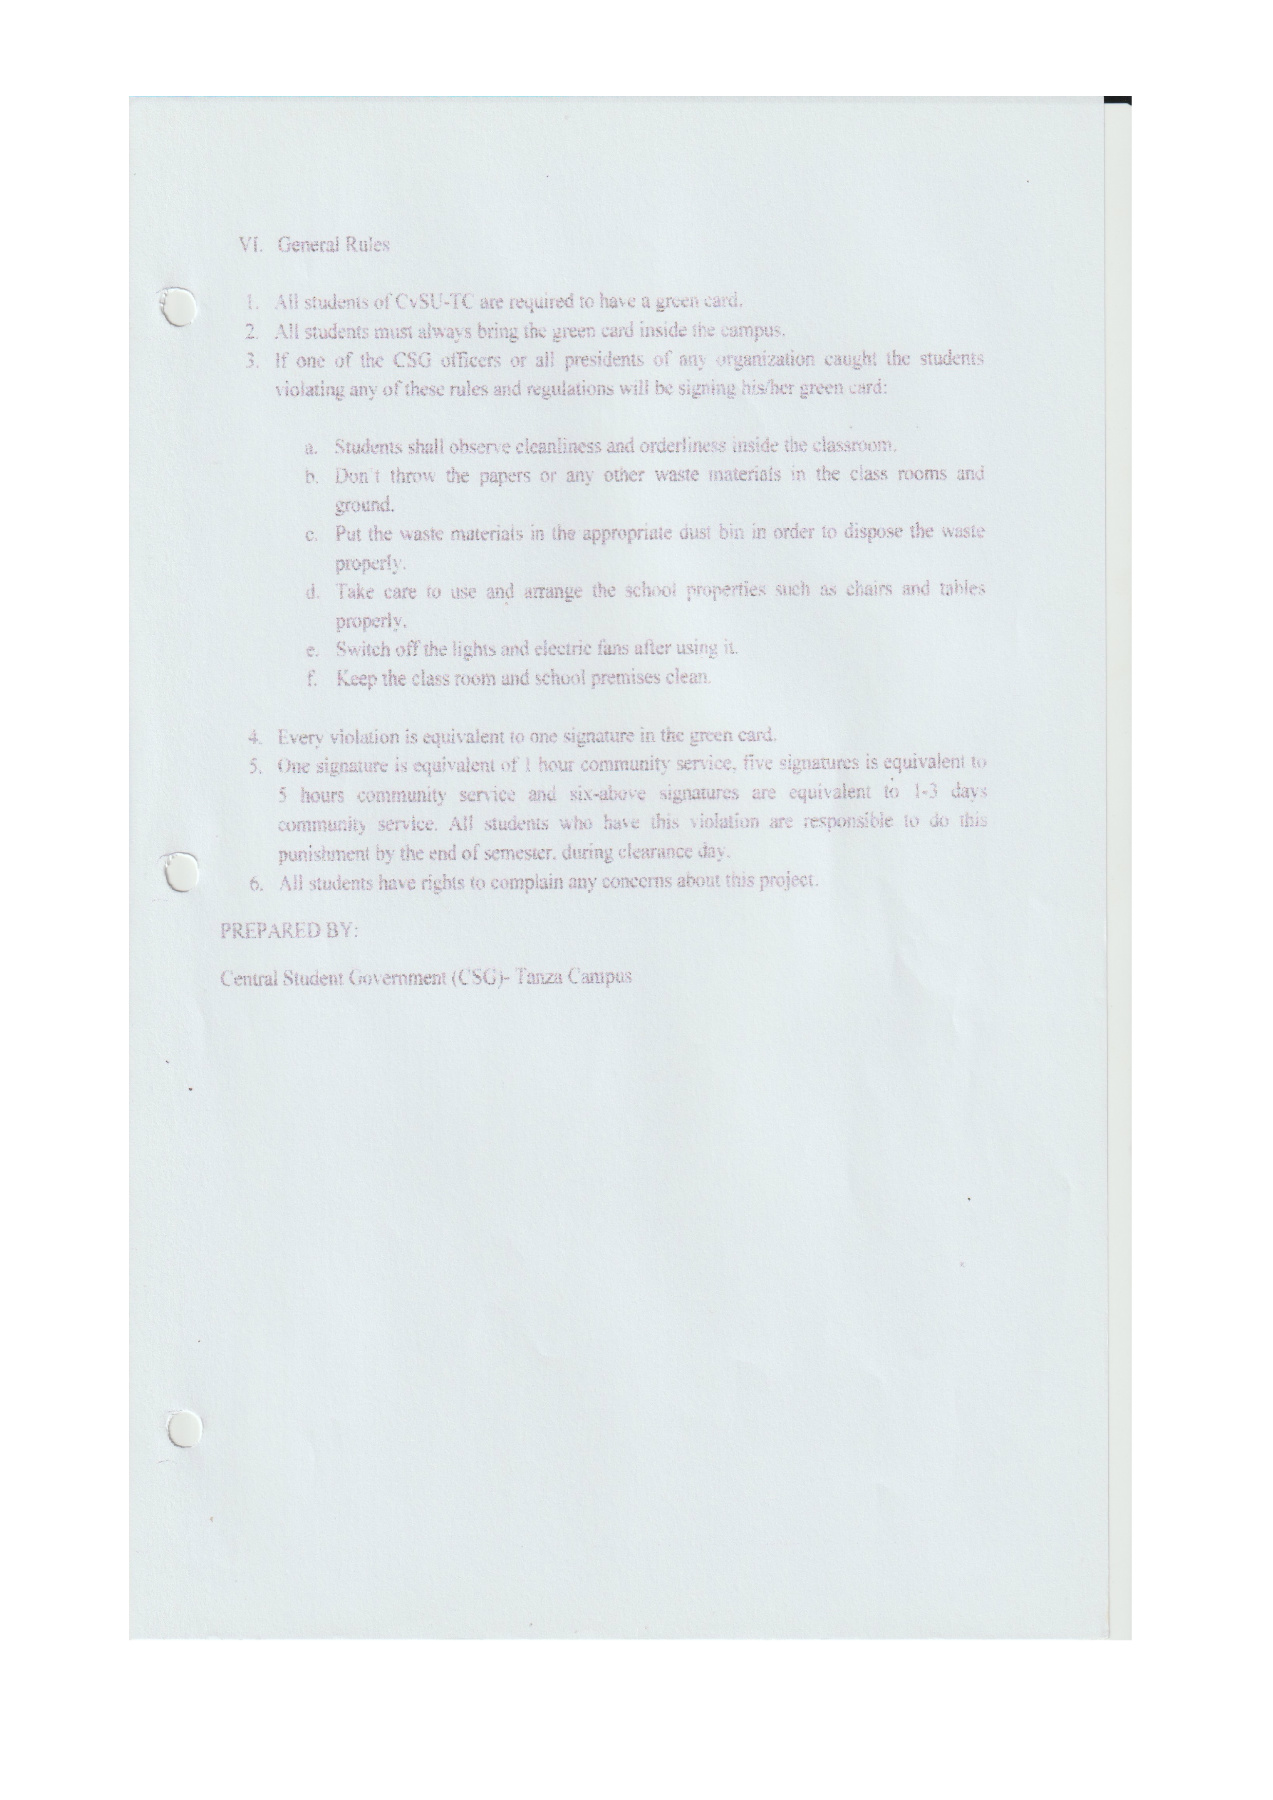 VI. General Rules
1. All students of CvSU-TC are required to have a green card.
2. All students must always bring the green card inside the campus.
3. If one of the CSG officers or all presidents of any organization caught the students
violating any of these rules and regulations will be signing his/her green card:
a. Students shall observe cleanliness and orderliness inside the classroom.
b. Don't throw the papers or any other waste materials in the class rooms and
ground.
c. Put the waste materials in the appropriate dust bin in order to dispose the waste
properly.
d. Take care to use and arrange the school properties such as chairs and tables
properly.
e. Switch off the lights and electric fans after using it.
f. Keep the class room and school premises clean.
4. Every violation is equivalent to one signature in the green card.
5. One signature is equivalent of 1 hour community service, five signatures is equivalent to
5 hours community service and six-above signatures are equivalent to 1-3 days
community service. All students who have this violation are responsible to do this
punishment by the end of semester, during clearance day.
6. All students have rights to complain any concerns about this project.
PREPARED BY:
Central Student Government (CSG)- Tanza Campus